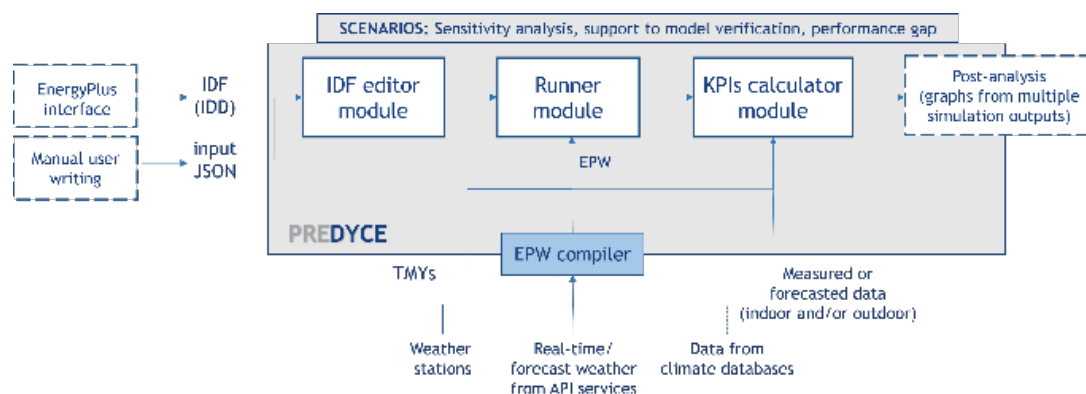 SCENARIOS: Sensitivity analysis, support to model verification, performance gap
EnergyPlus
interface
IDF
(IDD)
IDF editor
module
Runner
module
KPIs calculator
module
Post-analysis
(graphs from multiple
simulation outputs)
Manual user
writing
input
JSON
EPW
PREDYCE
EPW compiler
TMYs
Measured or
forecasted data
(indoor and/or outdoor)
Weather
stations
Real-time/
forecast weather
from API services
Data from
climate databases